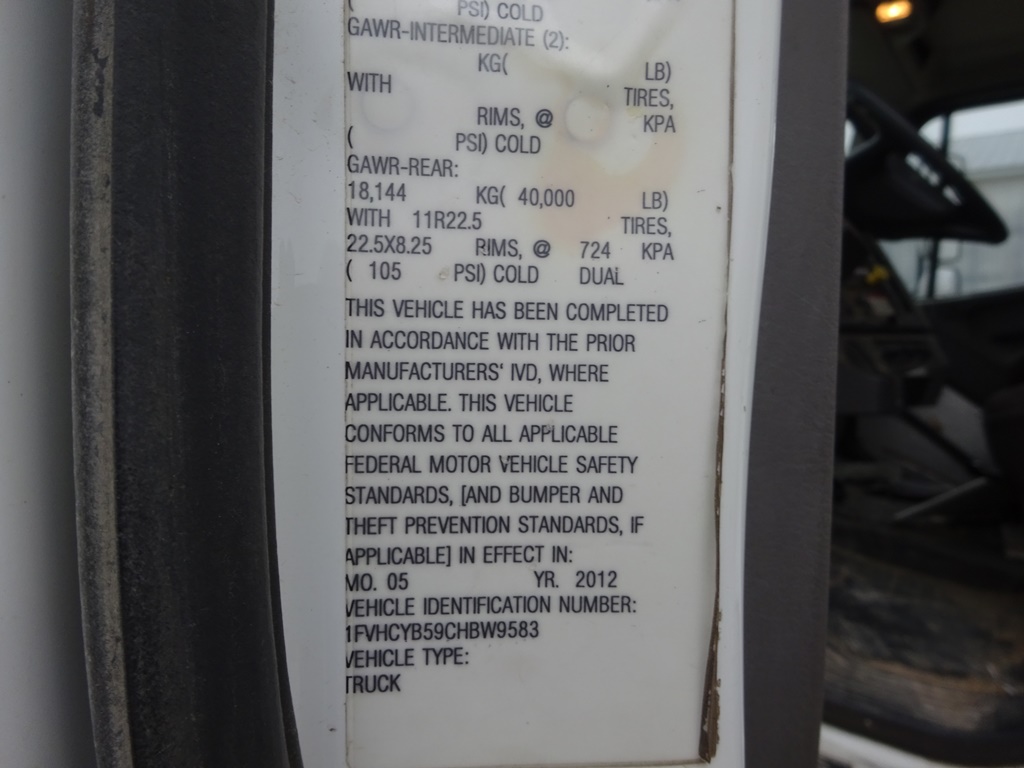 ( PSI) COLD
GAWR-INTERMEDIATE (2):
KG( LB)
WITH TIRES,
RIMS, @ KPA
( PSI) COLD
GAWR-REAR:
18,144 KG( 40,000 LB)
WITH 11R22.5 TIRES,
22.5X8.25 RIMS, @ 724 KPA
( 105 PSI) COLD DUAL
THIS VEHICLE HAS BEEN COMPLETED
IN ACCORDANCE WITH THE PRIOR
MANUFACTURERS' IVD, WHERE
APPLICABLE. THIS VEHICLE
CONFORMS TO ALL APPLICABLE
FEDERAL MOTOR VEHICLE SAFETY
STANDARDS, [AND BUMPER AND
THEFT PREVENTION STANDARDS, IF
APPLICABLE] IN EFFECT IN:
MO. 05 YR. 2012
VEHICLE IDENTIFICATION NUMBER:
1FVHCYB59CHBW9583
VEHICLE TYPE:
TRUCK